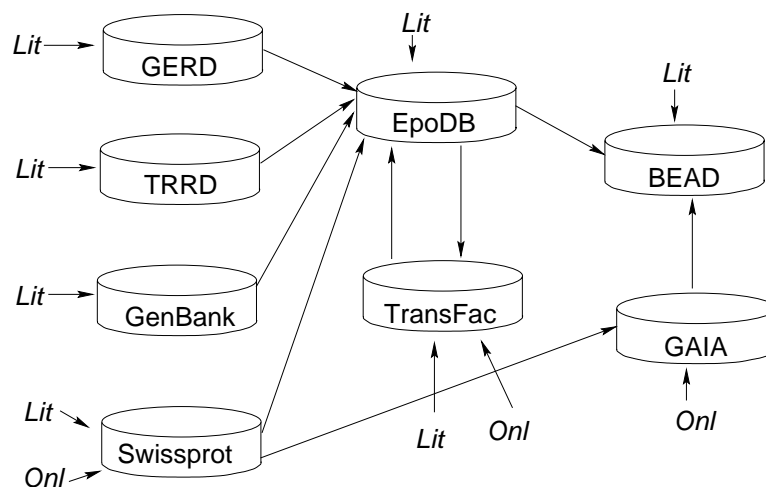 Lit
GERD
Lit
EpoDB
Lit
BEAD
Lit
TRRD
Lit
GenBank
TransFac
GAIA
Lit
Onl
Swissprot
Lit
Onl
Onl